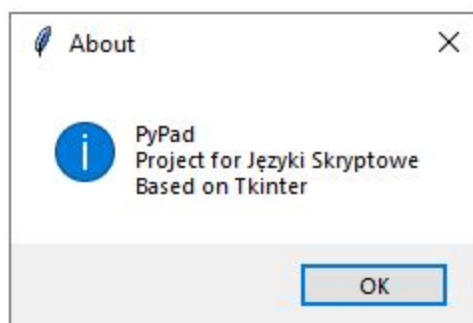 About
PyPad
Project for Języki Skryptowe
Based on Tkinter
OK